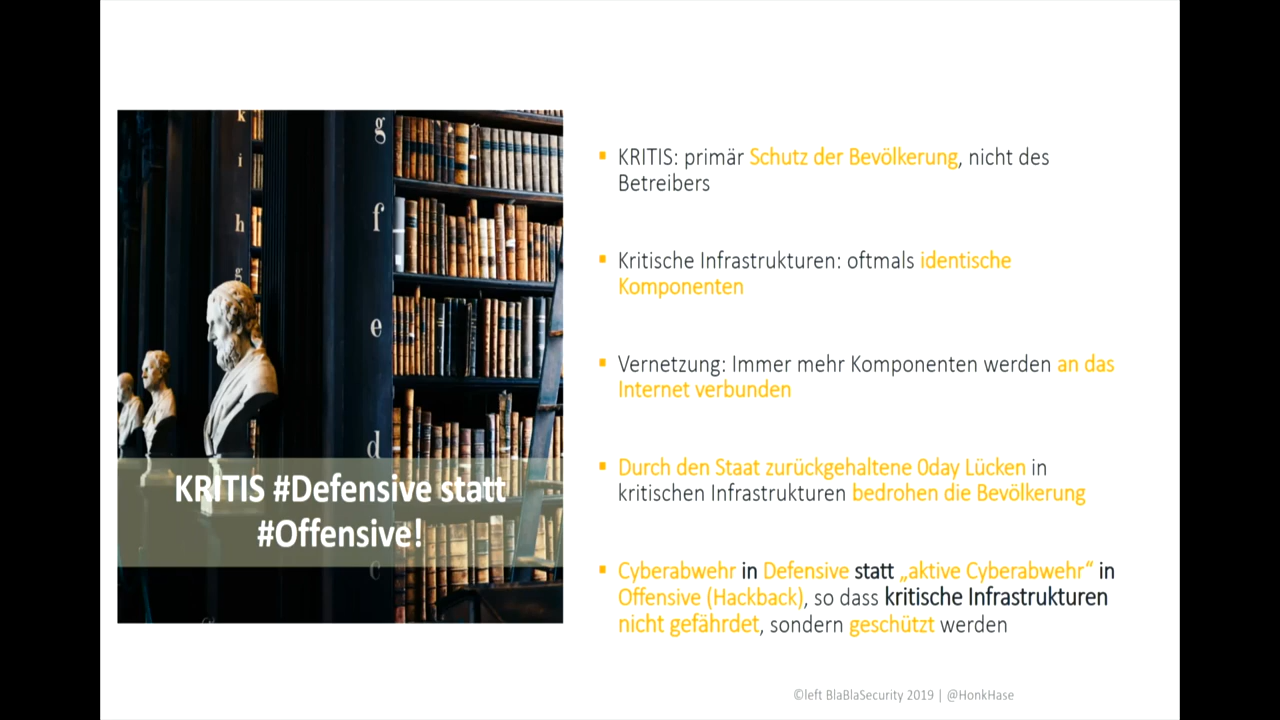 k
i
h
g
g
f
e
d
c
KRITIS #Defensive statt
#Offensive!
KRITIS: primär Schutz der Bevölkerung, nicht des
Betreibers
Kritische Infrastrukturen: oftmals identische
Komponenten
Vernetzung: Immer mehr Komponenten werden an das
Internet verbunden
Durch den Staat zurückgehaltene 0day Lücken in
kritischen Infrastrukturen bedrohen die Bevölkerung
Cyberabwehr in Defensive statt „aktive Cyberabwehr“ in
Offensive (Hackback), so dass kritische Infrastrukturen
nicht gefährdet, sondern geschützt werden
©left BlaBlaSecurity 2019 | @HonkHase